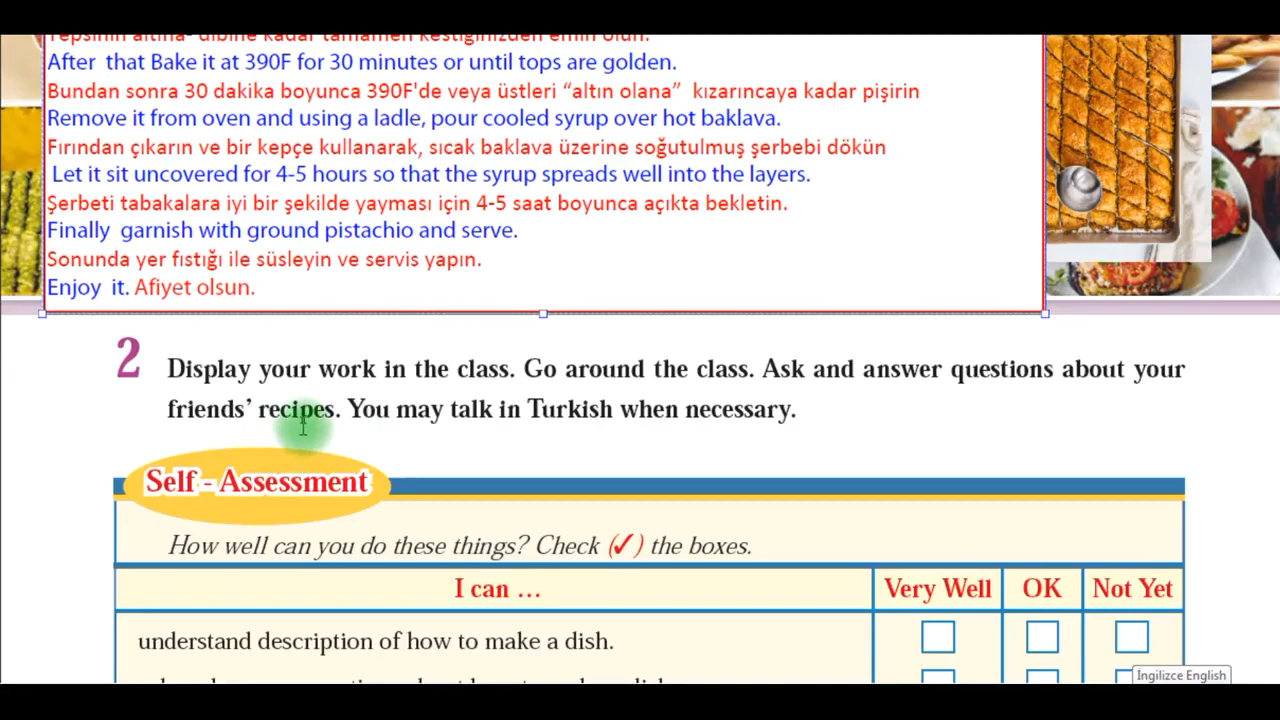 Tepsinin altına- dibine kadar tamamen kestiğinizden emin olun.
After that Bake it at 390F for 30 minutes or until tops are golden.
Bundan sonra 30 dakika boyunca 390F'de veya üstleri “altın olana” kızarıncaya kadar pişirin
Remove it from oven and using a ladle, pour cooled syrup over hot baklava.
Fırından çıkarın ve bir kepçe kullanarak, sıcak baklava üzerine soğutulmuş şerbebi dökün
Let it sit uncovered for 4-5 hours so that the syrup spreads well into the layers.
Şerbeti tabakalara iyi bir şekilde yayması için 4-5 saat boyunca açıkta bekletin.
Finally garnish with ground pistachio and serve.
Sonunda yer fıstığı ile süsleyin ve servis yapın.
Enjoy it. Afiyet olsun.
2 Display your work in the class. Go around the class. Ask and answer questions about your
friends’ recipes. You may talk in Turkish when necessary.
Self - Assessment
How well can you do these things? Check (✓) the boxes.
I can … Very Well OK Not Yet
understand description of how to make a dish.
İngilizce English